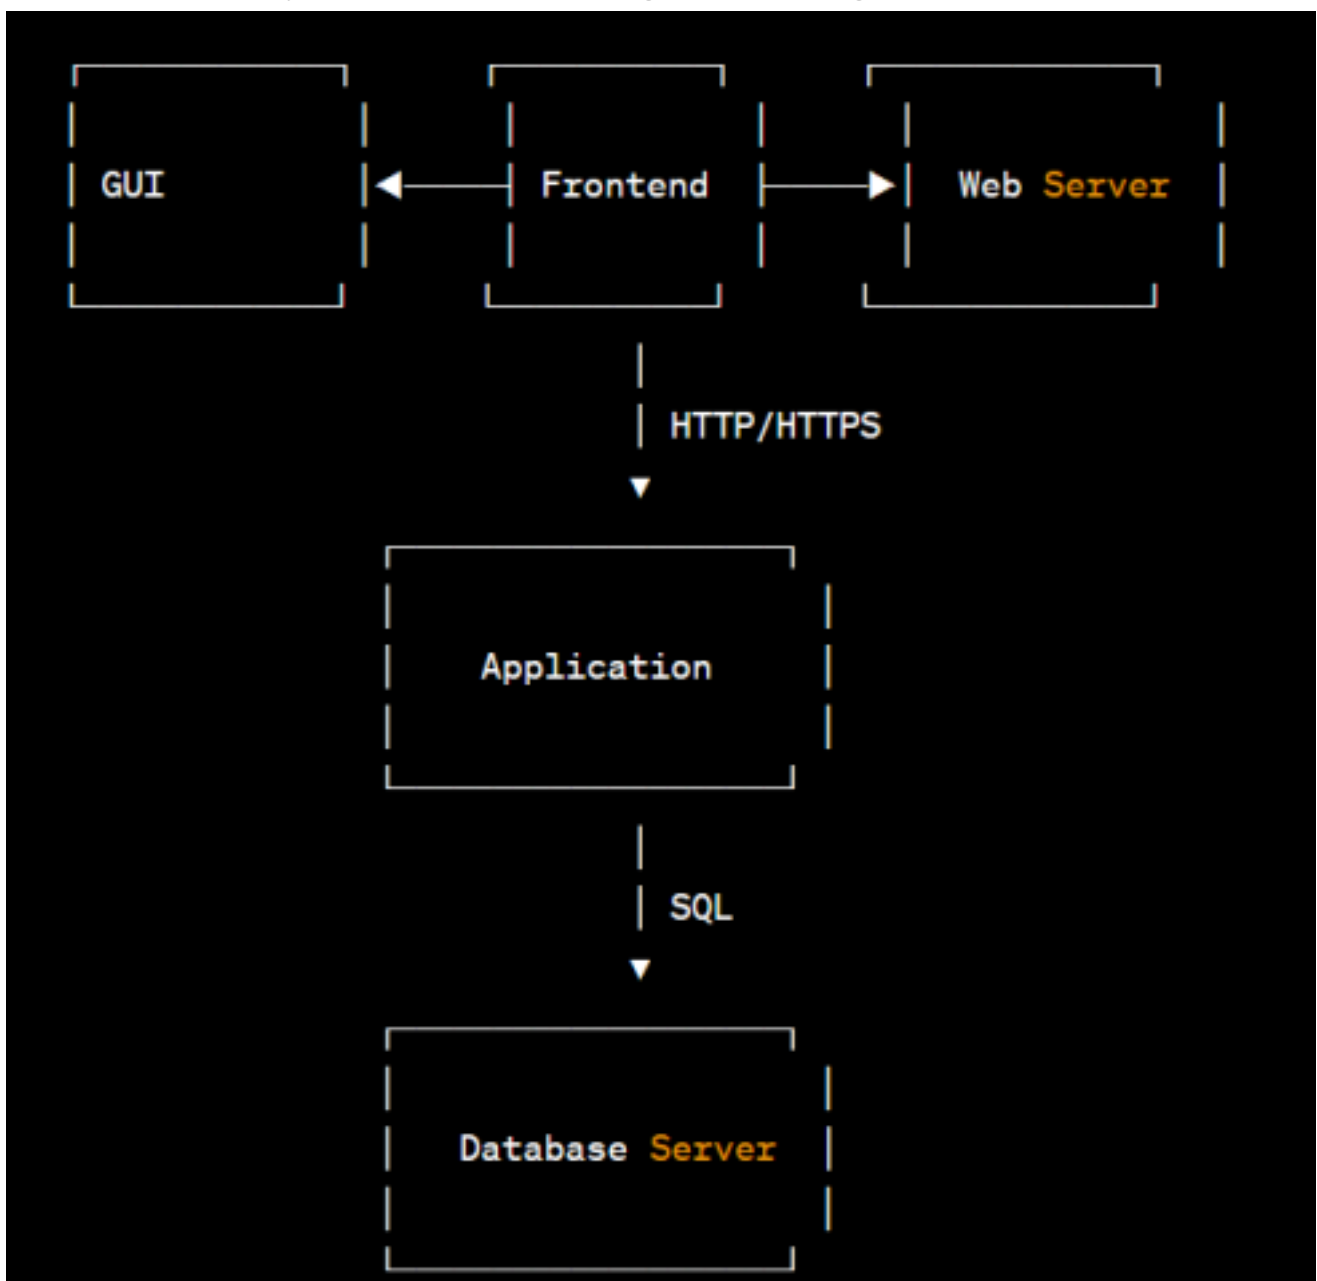 GUI Frontend Web Server
HTTP/HTTPS
Application
SQL
Database Server